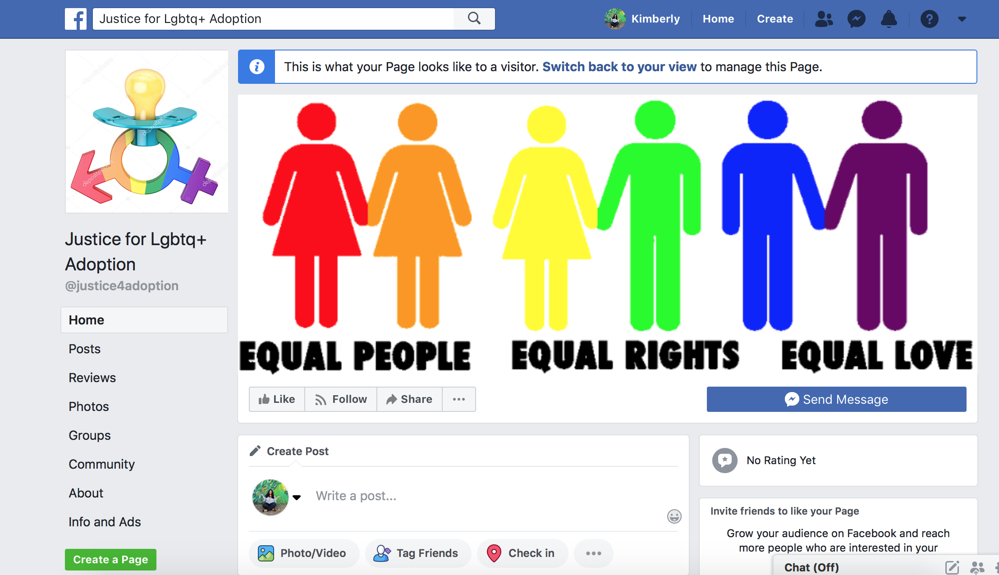 Justice for Lgbtq+ Adoption
Kimberly
Home
Create
depositphotos
depositphotos
depositphotos
depositphotos
This is what your Page looks like to a visitor. Switch back to your view to manage this Page.
EQUAL PEOPLE
EQUAL RIGHTS
EQUAL LOVE
Justice for Lgbtq+
Adoption
@justice4adoption
Home
Posts
Reviews
Photos
Groups
Community
About
Info and Ads
Create a Page
Like
Follow
Share
Send Message
Create Post
Write a post...
Photo/Video
Tag Friends
Check in
No Rating Yet
Invite friends to like your Page
Grow your audience on Facebook and reach
more people who are interested in your
Chat (Off)